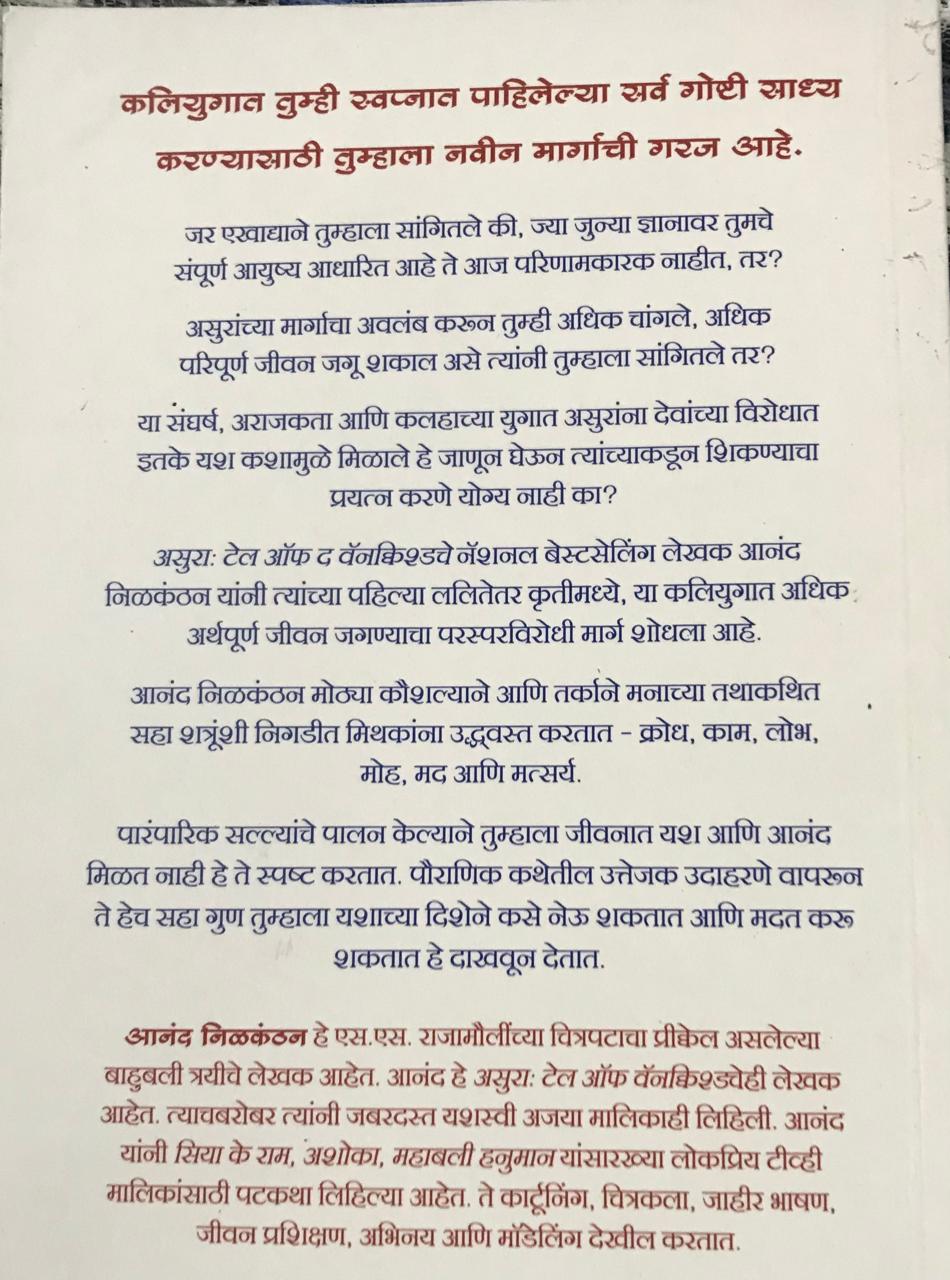 कलियुगात तुम्ही स्वप्नात पाहिलेल्या सर्व गोष्टी साध्य
करण्यासाठी तुम्हाला नवीन मार्गाची गरज आहे.
जर एखाद्याने तुम्हाला सांगितले की, ज्या जुन्या ज्ञानावर तुमचे
संपूर्ण आयुष्य आधारित आहे ते आज परिणामकारक नाहीत, तर?
असुरांच्या मार्गाचा अवलंब करून तुम्ही अधिक चांगले, अधिक
परिपूर्ण जीवन जगू शकाल असे त्यांनी तुम्हाला सांगितले तर?
या संघर्ष, अराजकता आणि कलहाच्या युगात असुरांना देवांच्या विरोधात
इतके यश कशामुळे मिळाले हे जाणून घेऊन त्यांच्याकडून शिकण्याचा
प्रयत्न करणे योग्य नाही का?
असुरा: टेल ऑफ द वॅनक्विश्डचे नॅशनल बेस्टसेलिंग लेखक आनंद
निळकंठन यांनी त्यांच्या पहिल्या ललितेतर कृतीमध्ये, या कलियुगात अधिक
अर्थपूर्ण जीवन जगण्याचा परस्परविरोधी मार्ग शोधला आहे.
आनंद निळकंठन मोठ्या कौशल्याने आणि तर्काने मनाच्या तथाकथित
सहा शत्रूंशी निगडीत मिथकांना उद्ध्वस्त करतात - क्रोध, काम, लोभ,
मोह, मद आणि मत्सर्य.
पारंपारिक सल्ल्यांचे पालन केल्याने तुम्हाला जीवनात यश आणि आनंद
मिळत नाही हे ते स्पष्ट करतात. पौराणिक कथेतील उत्तेजक उदाहरणे वापरून
ते हेच सहा गुण तुम्हाला यशाच्या दिशेने कसे नेऊ शकतात आणि मदत करू
शकतात हे दाखवून देतात.
आनंद निळकंठन हे एस.एस. राजामौलींच्या चित्रपटाचा प्रीक्वेल असलेल्या
बाहुबली त्रयीचे लेखक आहेत. आनंद हे असुरा: टेल ऑफ वॅनक्विश्डचेही लेखक
आहेत. त्याचबरोबर त्यांनी जबरदस्त यशस्वी अजया मालिकाही लिहिली. आनंद
यांनी सिया के राम, अशोका, महाबली हनुमान यांसारख्या लोकप्रिय टीव्ही
मालिकांसाठी पटकथा लिहिल्या आहेत. ते कार्टूनिंग, चित्रकला, जाहीर भाषण,
जीवन प्रशिक्षण, अभिनय आणि मॉडेलिंग देखील करतात.